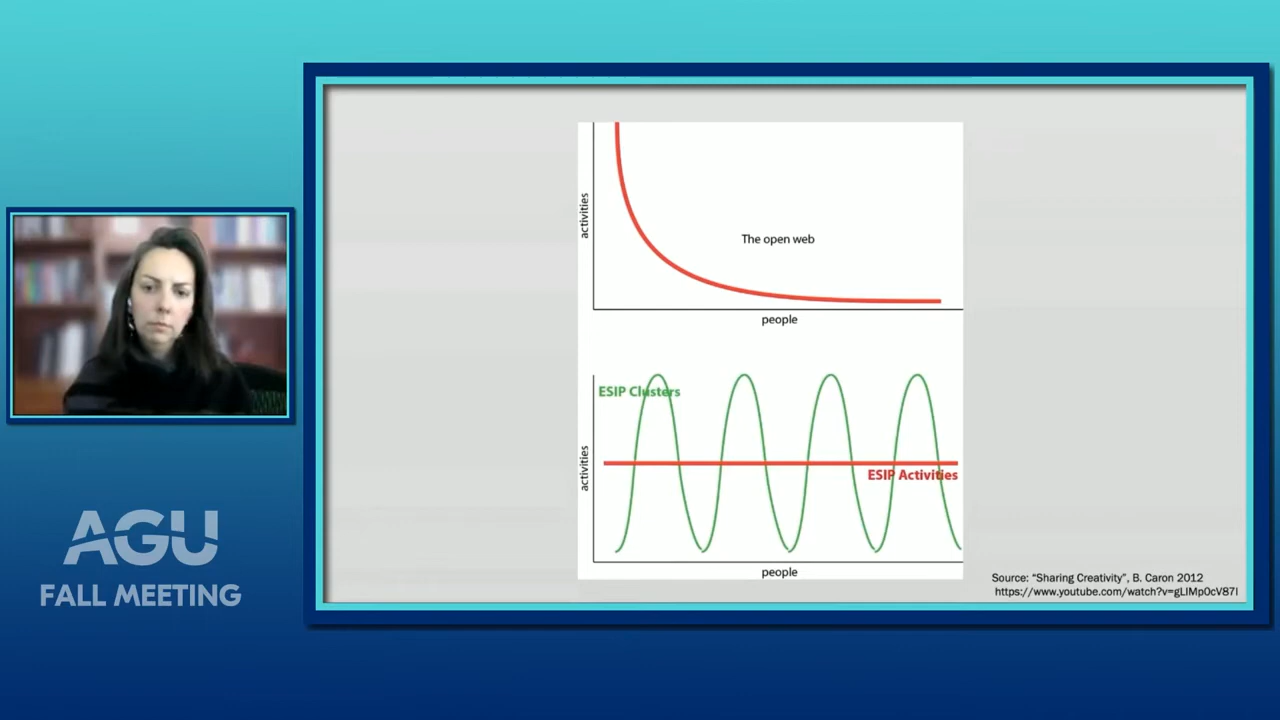 activities
The open web
people
ESIP Clusters
activities
ESIP Activities
people
Source: “Sharing Creativity”, B. Caron 2012
https://www.youtube.com/watch?v=gLIMp0cV87I
AGU
FALL MEETING